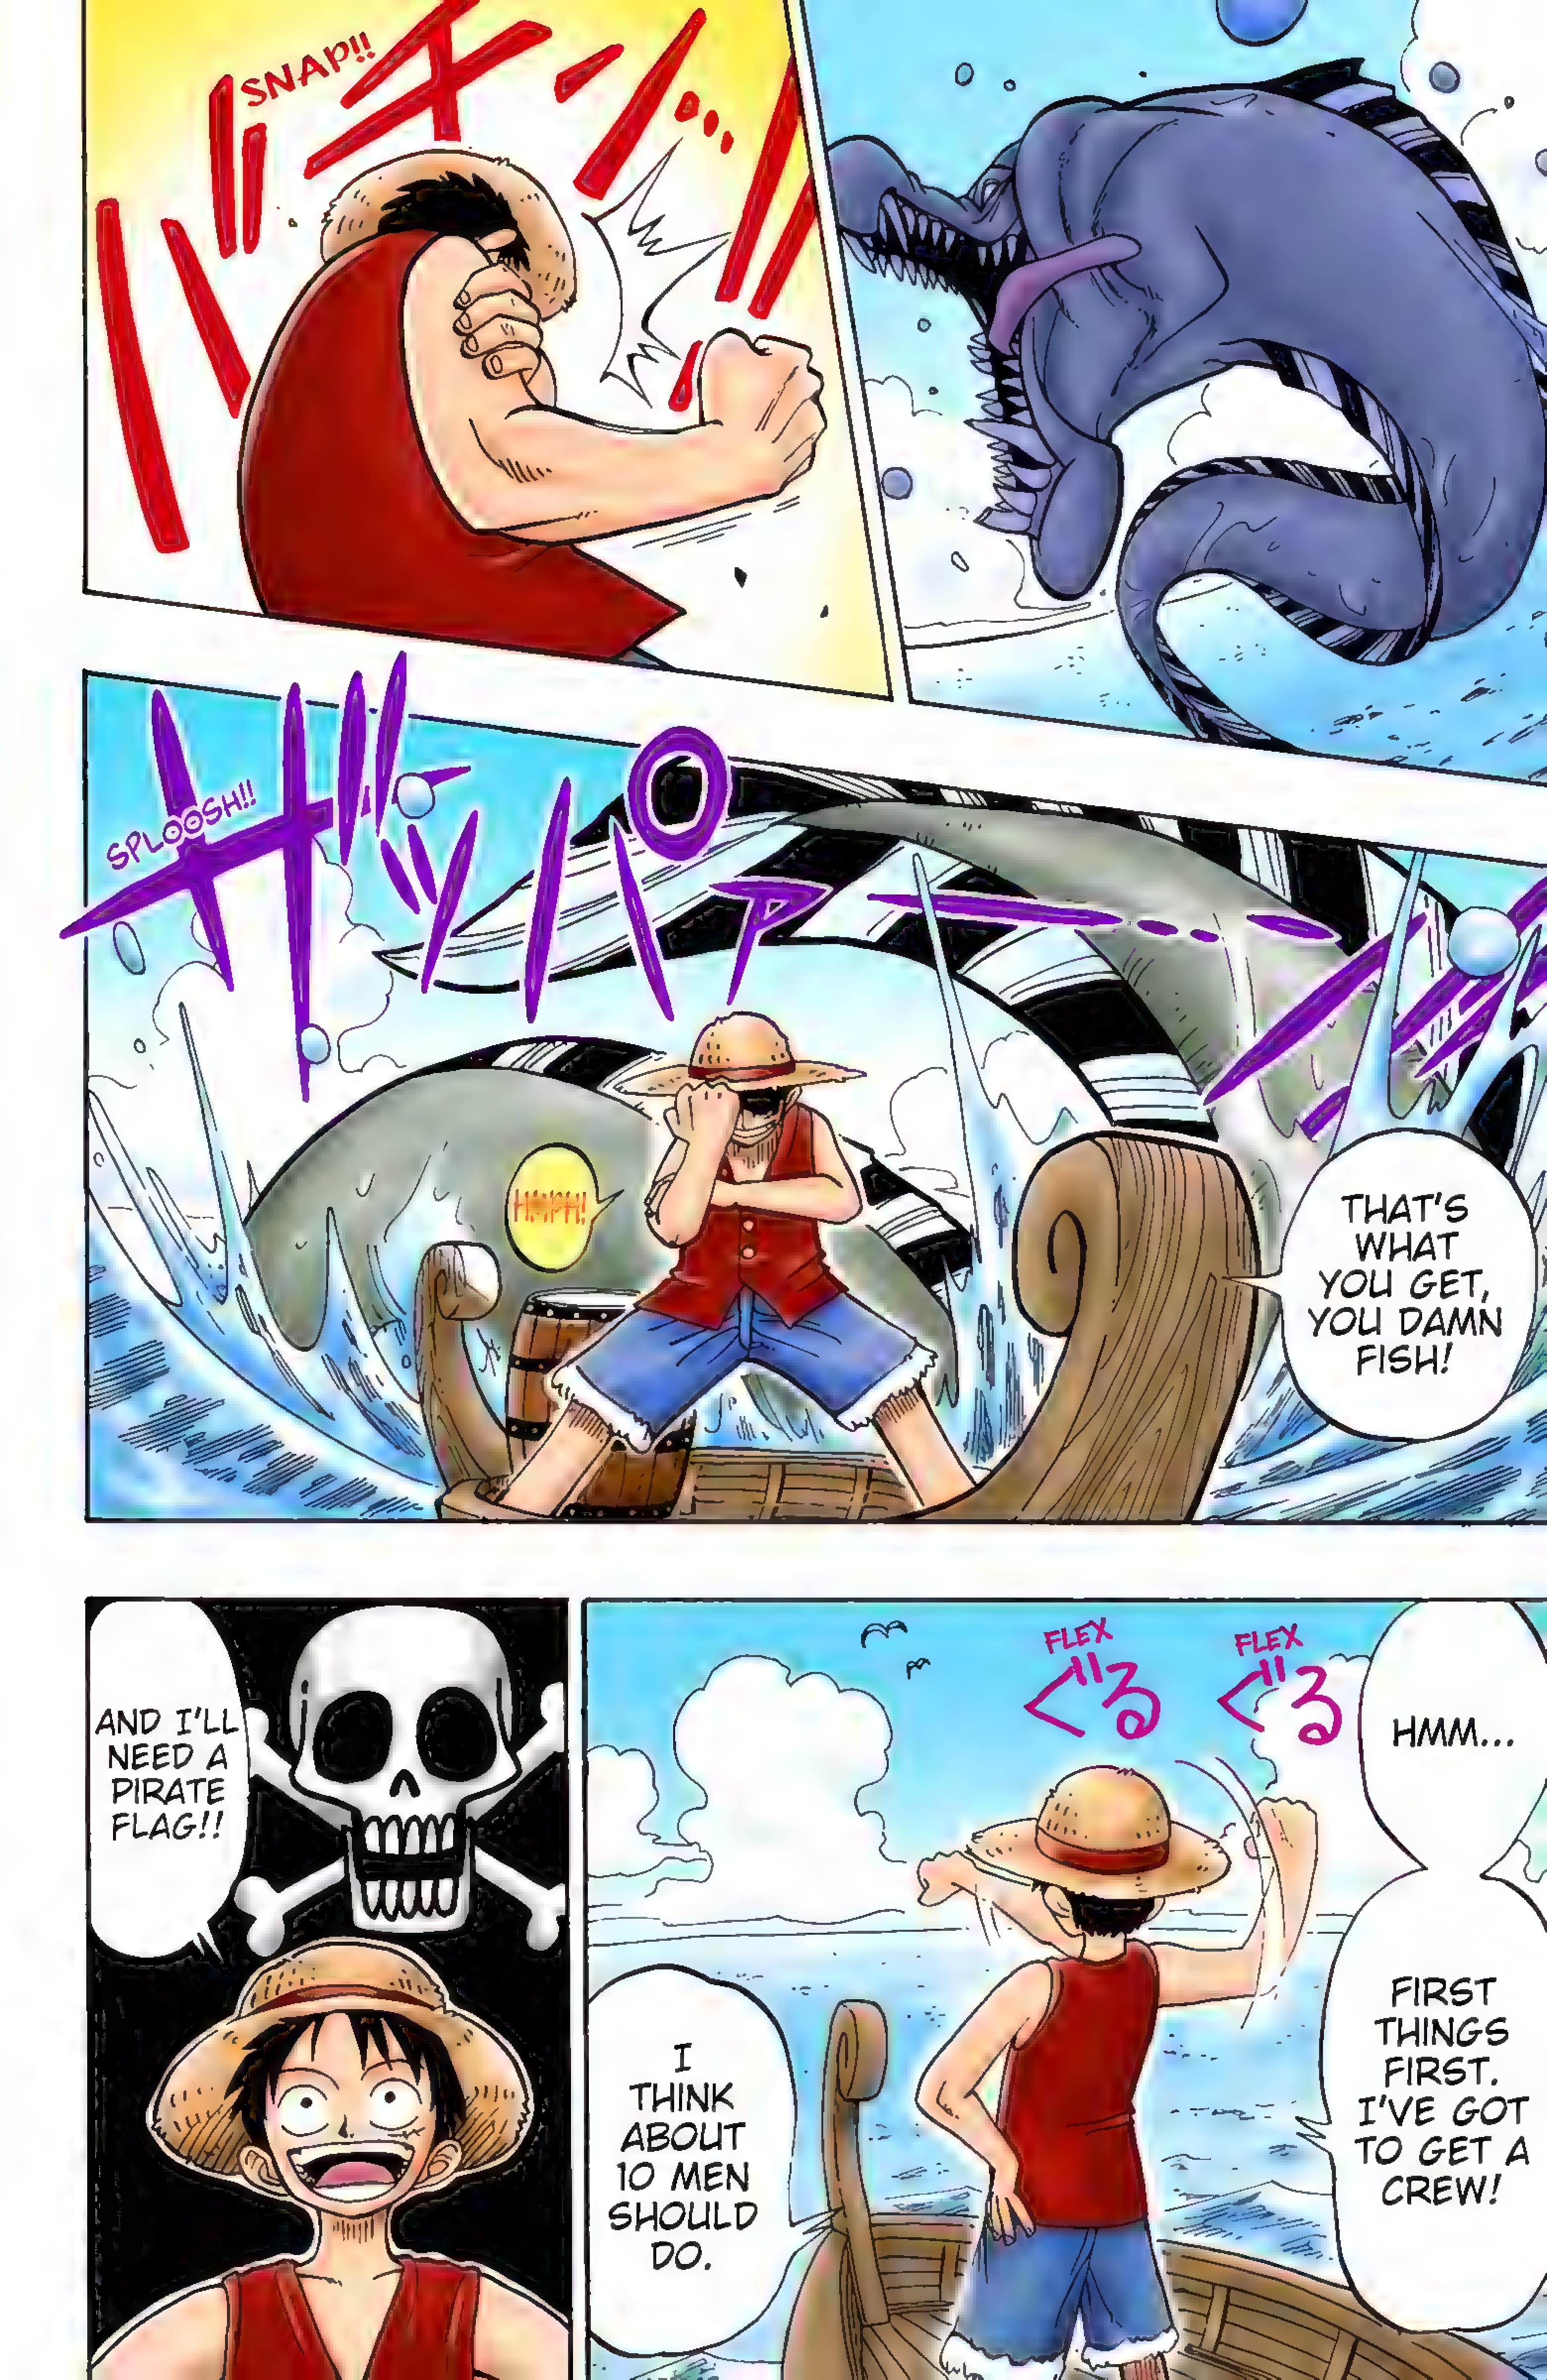 バチン…
SNAP!!
ザッパァーン
SPLOOSH!!
HMPH!
THAT'S
WHAT
YOU GET,
YOU DAMN
FISH!
HMM...
FLEX
ぐる
FLEX
ぐる
FIRST
THINGS
FIRST.
I'VE GOT
TO GET A
CREW!
I
THINK
ABOUT
10 MEN
SHOULD
DO.
AND I'LL
NEED A
PIRATE
FLAG!!